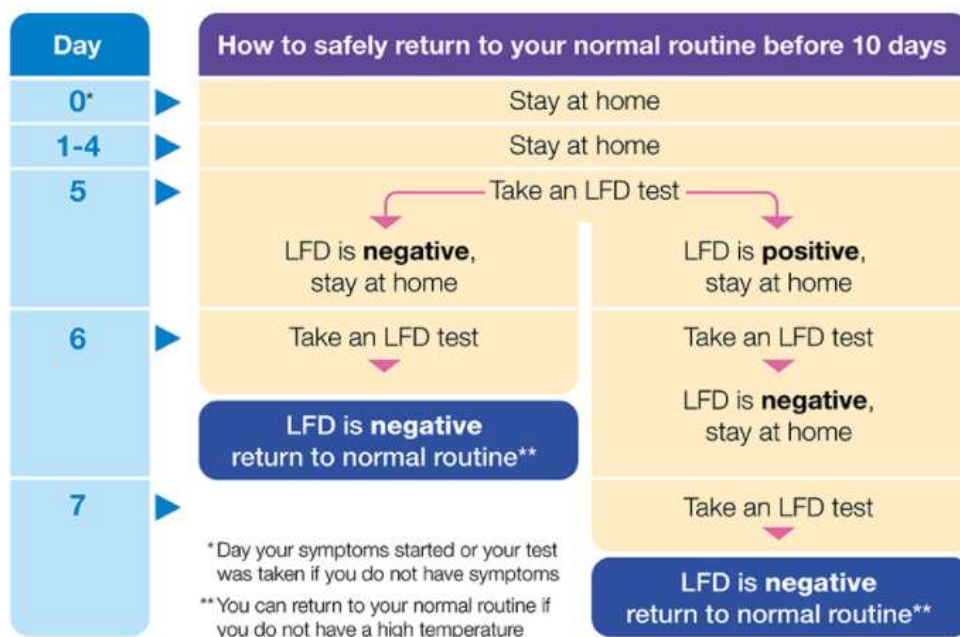 Day
How to safely return to your normal routine before 10 days
0*
Stay at home
1-4
Stay at home
5
Take an LFD test
LFD is negative,
stay at home
LFD is positive,
stay at home
6
Take an LFD test
LFD is negative
return to normal routine**
Take an LFD test
LFD is negative,
stay at home
7
Take an LFD test
LFD is negative
return to normal routine**
*Day your symptoms started or your test
was taken if you do not have symptoms
**You can return to your normal routine if
you do not have a high temperature